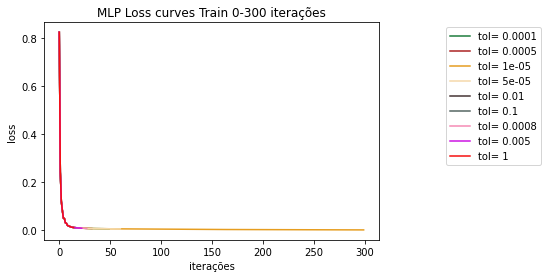 MLP Loss curves Train 0-300 iterações
0.8
0.6
0.4
0.2
0.0
loss
0 50 100 150 200 250 300
iterações
tol= 0.0001
tol= 0.0005
tol= 1e-05
tol= 5e-05
tol= 0.01
tol= 0.1
tol= 0.0008
tol= 0.005
tol= 1